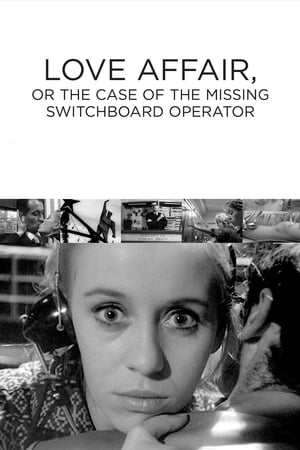 LOVE AFFAIR,
OR THE CASE OF THE MISSING
SWITCHBOARD OPERATOR